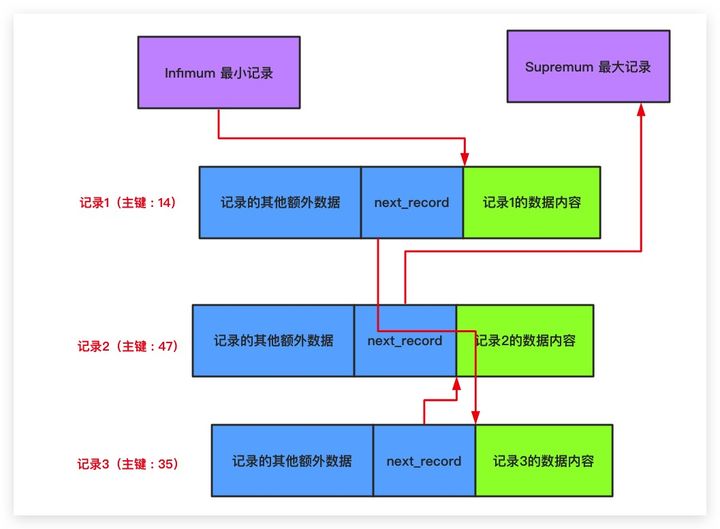 Infimum 最小记录
Supremum 最大记录
记录1（主键：14）
记录的其他额外数据
next_record
记录1的数据内容
记录2（主键：47）
记录的其他额外数据
next_record
记录2的数据内容
记录3（主键：35）
记录的其他额外数据
next_record
记录3的数据内容